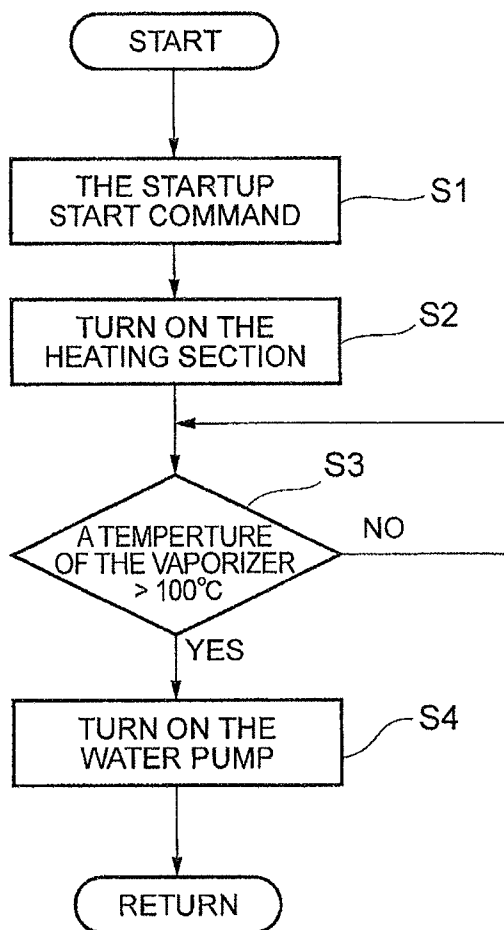 START
THE STARTUP
START COMMAND
S1
TURN ON THE
HEATING SECTION
S2
S3
A TEMPERTURE
OF THE VAPORIZER
> 100°C
NO
YES
TURN ON THE
WATER PUMP
S4
RETURN